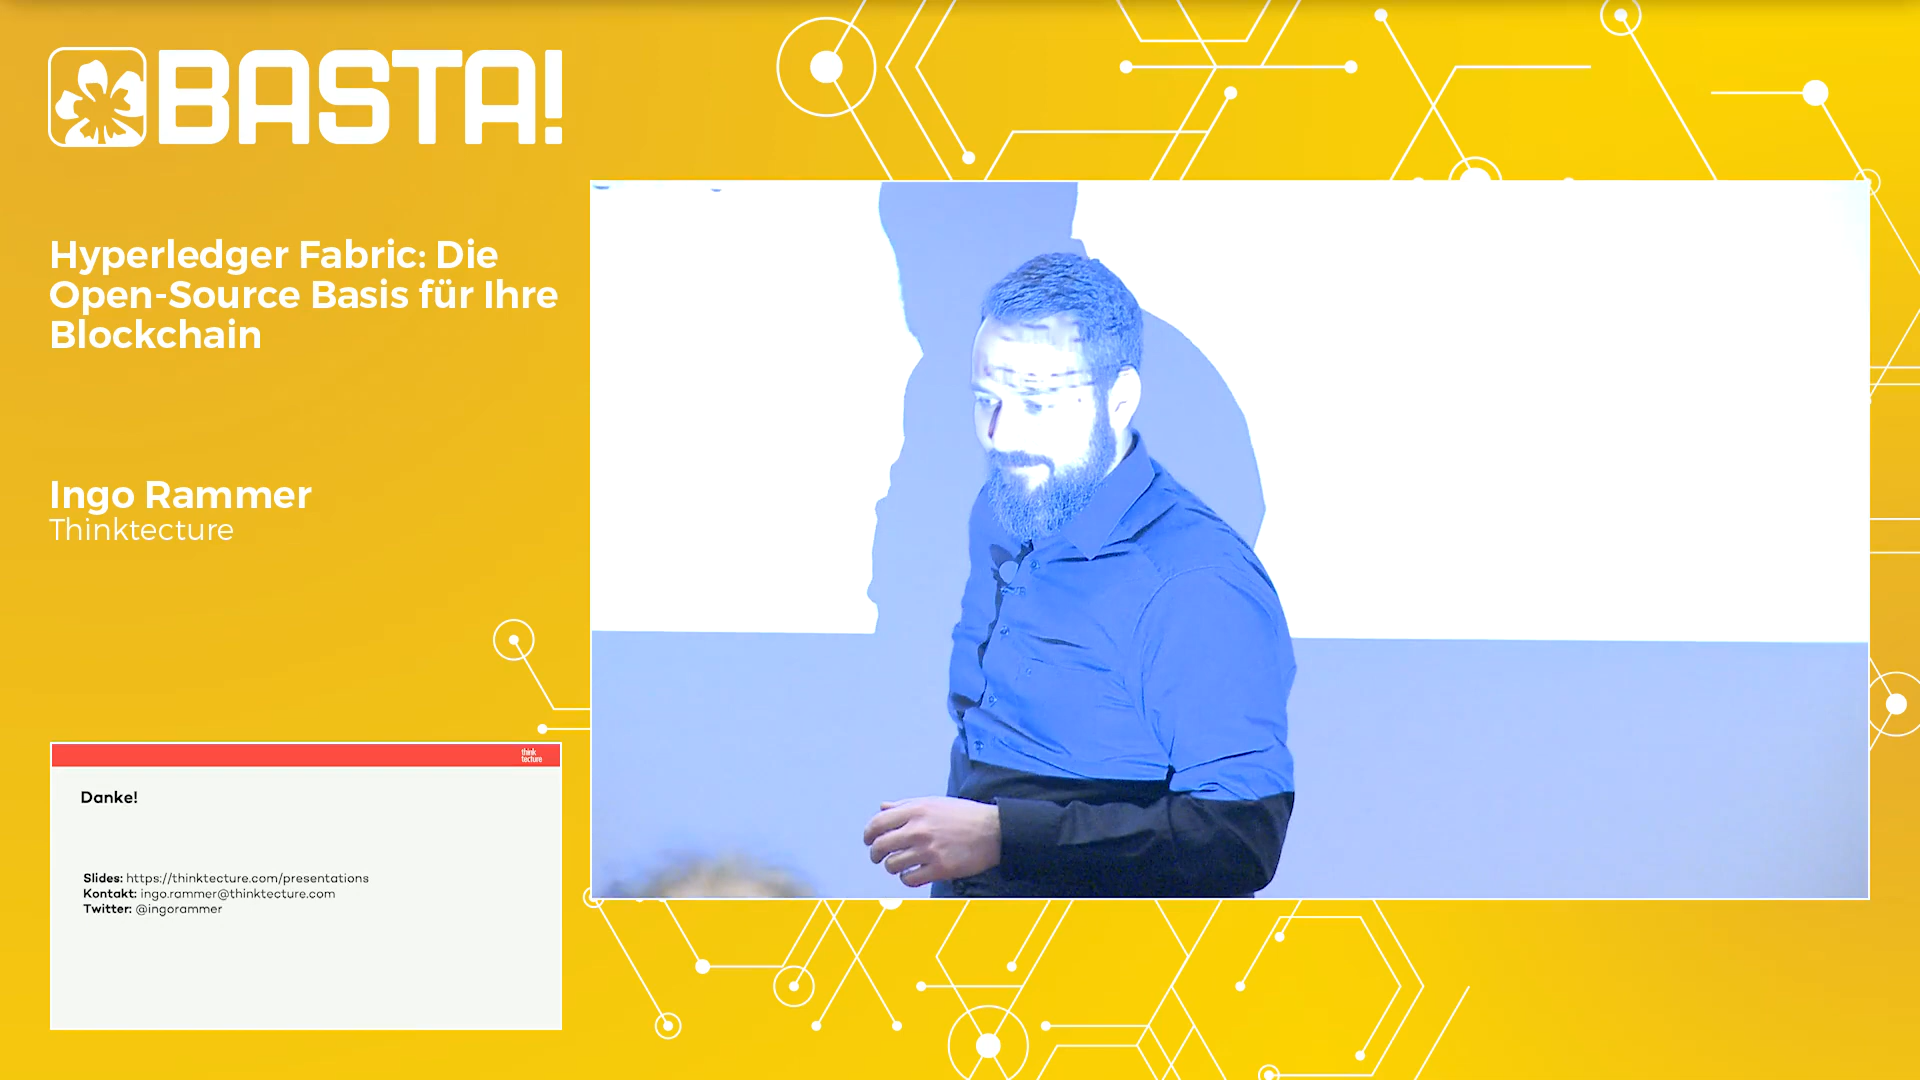 BASTA!
Hyperledger Fabric: Die
Open-Source Basis für Ihre
Blockchain
Ingo Rammer
Thinktecture
think
tecture
Danke!
Slides: https://thinktecture.com/presentations
Kontakt: ingo.rammer@thinktecture.com
Twitter: @ingorammer